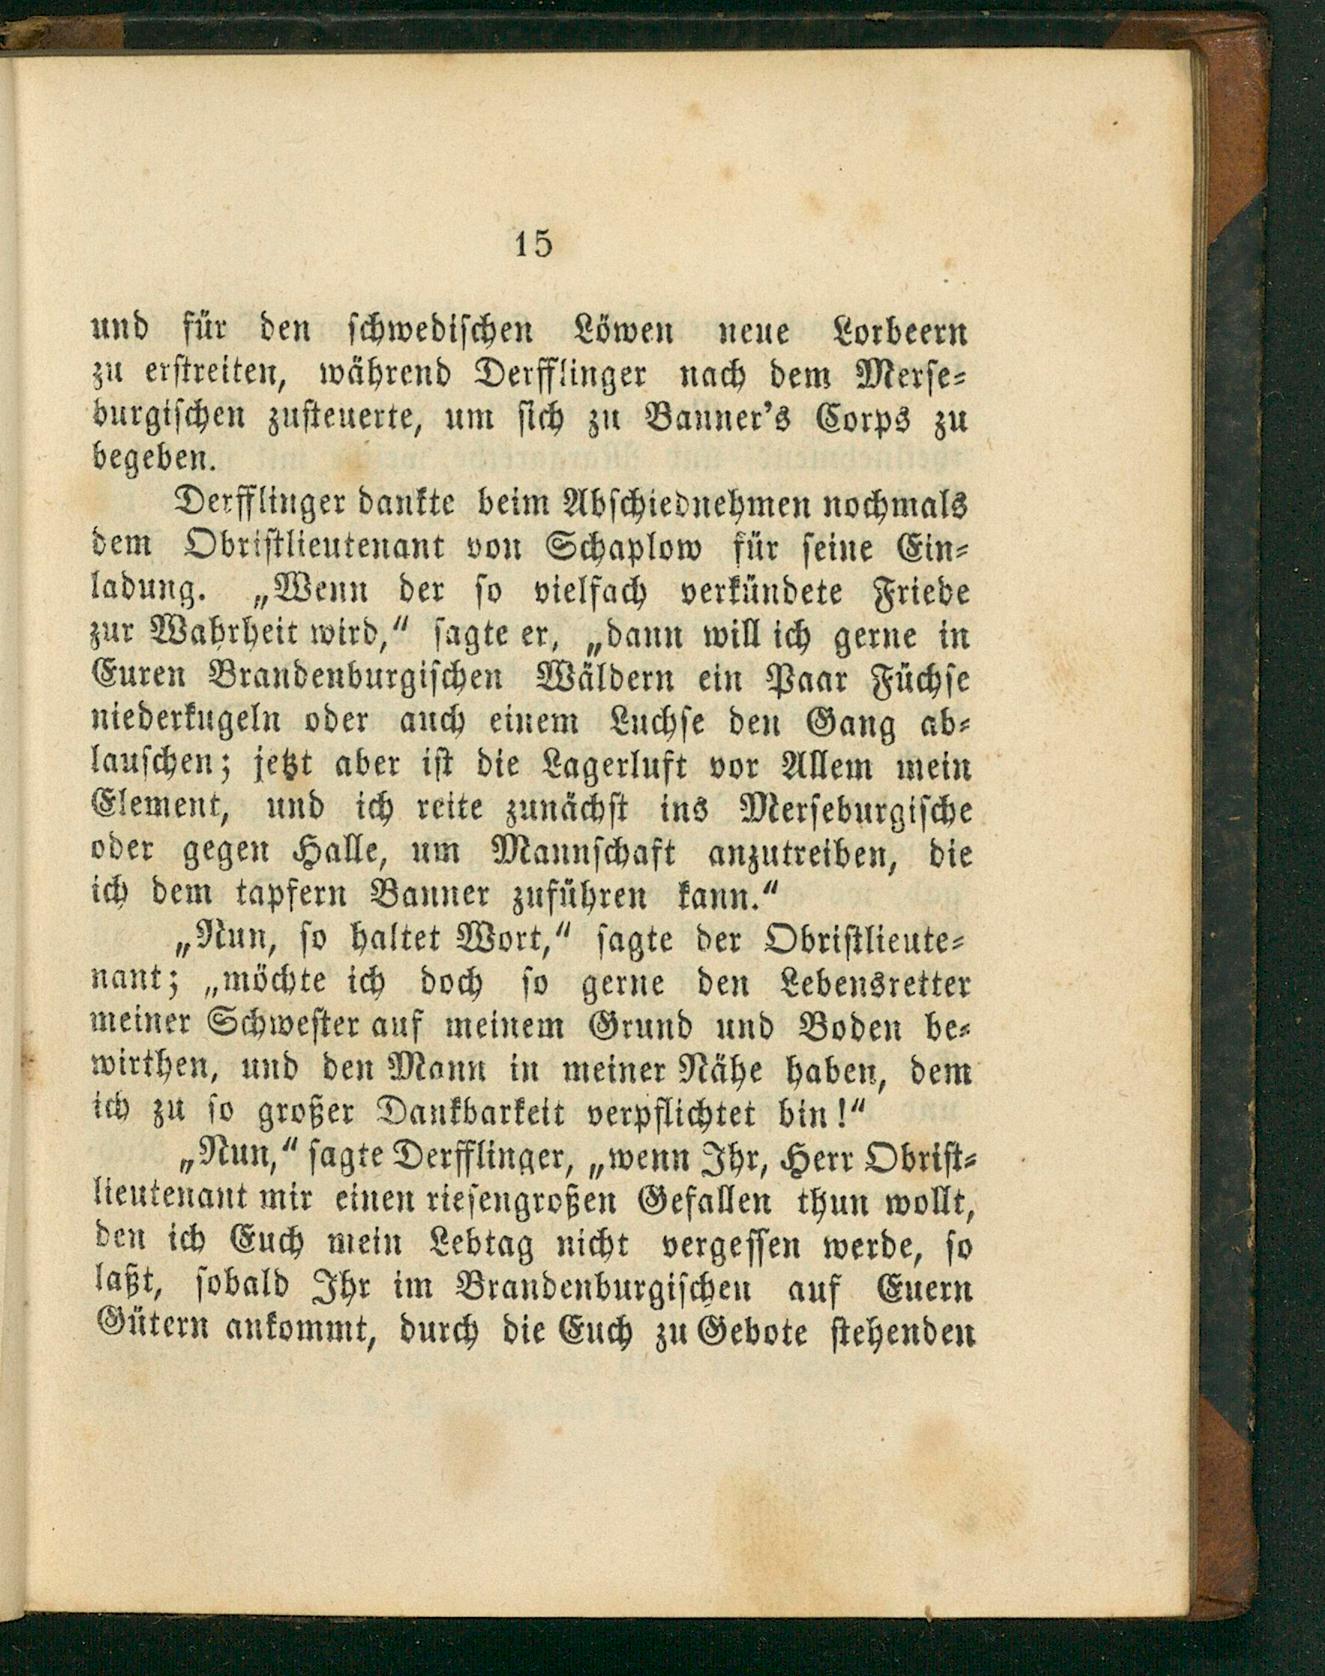 15
und für den schwedischen Löwen neue Lorbeern
zu erstreiten, während Derfflinger nach dem Merse-
burgischen zusteuerte, um sich zu Banner's Corps zu
begeben.
Derfflinger dankte beim Abschiednehmen nochmals
dem Obristlieutenant von Schaplow für seine Ein-
ladung. „Wenn der so vielfach verkündete Friede
zur Wahrheit wird,“ sagte er, „dann will ich gerne in
Euren Brandenburgischen Wäldern ein Paar Füchse
niederkugeln oder auch einem Luchse den Gang ab-
lauschen; jetzt aber ist die Lagerluft vor Allem mein
Element, und ich reite zunächst ins Merseburgische
oder gegen Halle, um Mannschaft anzutreiben, die
ich dem tapfern Banner zuführen kann.“
„Nun, so haltet Wort,“ sagte der Obristlieute-
nant; „möchte ich doch so gerne den Lebensretter
meiner Schwester auf meinem Grund und Boden be-
wirthen, und den Mann in meiner Nähe haben, dem
ich zu so großer Dankbarkeit verpflichtet bin!“
„Nun,“ sagte Derfflinger, „wenn Ihr, Herr Obrist-
lieutenant mir einen riesengroßen Gefallen thun wollt,
den ich Euch mein Lebtag nicht vergessen werde, so
laßt, sobald Ihr im Brandenburgischen auf Euern
Gütern ankommt, durch die Euch zu Gebote stehenden